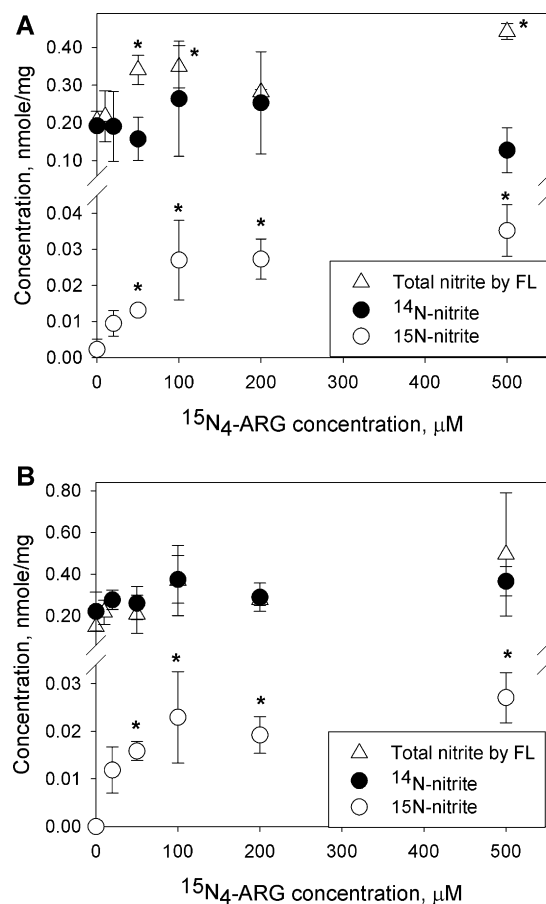 A
Concentration, nmole/mg
0.40
0.30
0.20
0.10
0.04
0.03
0.02
0.01
0.00
* * * * * * *
Total nitrite by FL
14N-nitrite
15N-nitrite
0 100 200 300 400 500
15N4-ARG concentration, μM
B
Concentration, nmole/mg
0.80
0.60
0.40
0.20
0.03
0.02
0.01
0.00
* * * *
Total nitrite by FL
14N-nitrite
15N-nitrite
0 100 200 300 400 500
15N4-ARG concentration, μM